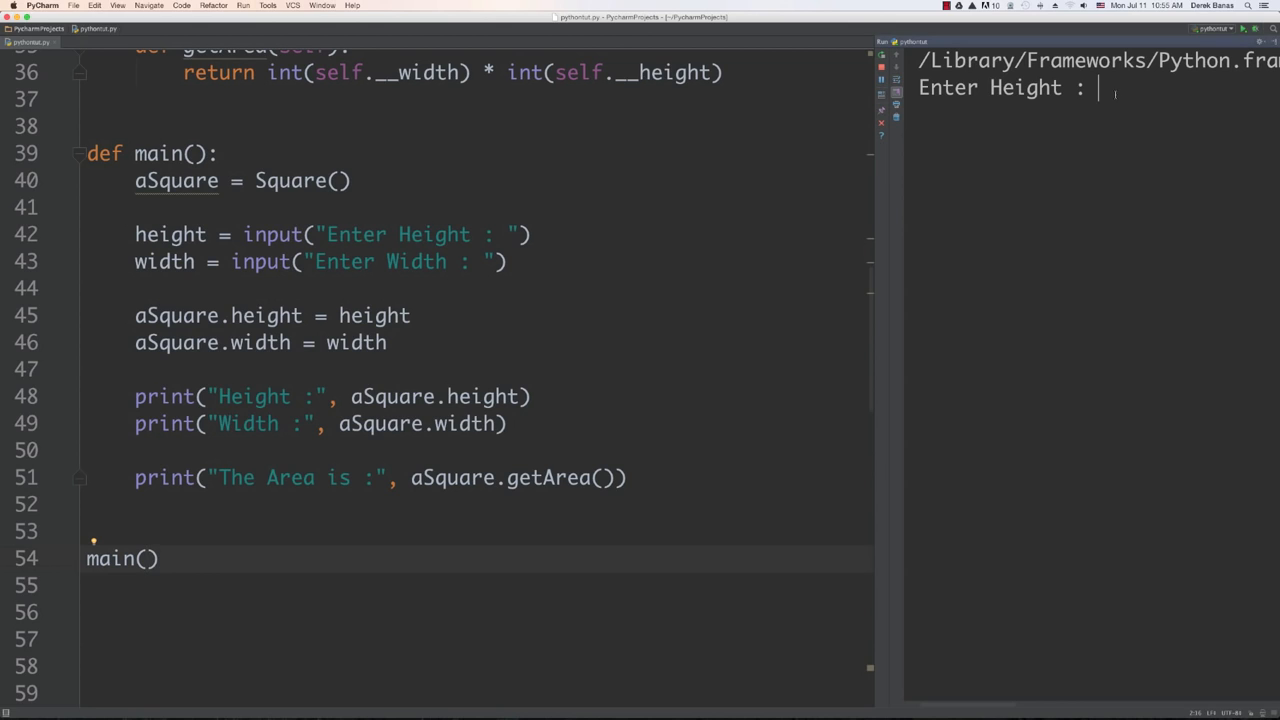 PyCharm File Edit View Navigate Code Refactor Run Tools VCS Window Help
10 Mon Jul 11 10:55 AM Derek Banas
pythontut.py - PyCharmProjects - [~/PyCharmProjects]
PycharmProjects pythontut.py
pythontut
pythontut.py
Run pythontut
def getArea(self):
36 return int(self.__width) * int(self.__height)
37
38
39 def main():
40 aSquare = Square()
41
42 height = input("Enter Height : ")
43 width = input("Enter Width : ")
44
45 aSquare.height = height
46 aSquare.width = width
47
48 print("Height :", aSquare.height)
49 print("Width :", aSquare.width)
50
51 print("The Area is :", aSquare.getArea())
52
53
54 main()
55
56
57
58
59
/Library/Frameworks/Python.fra
Enter Height :
2:16 LF÷ UTF-8÷